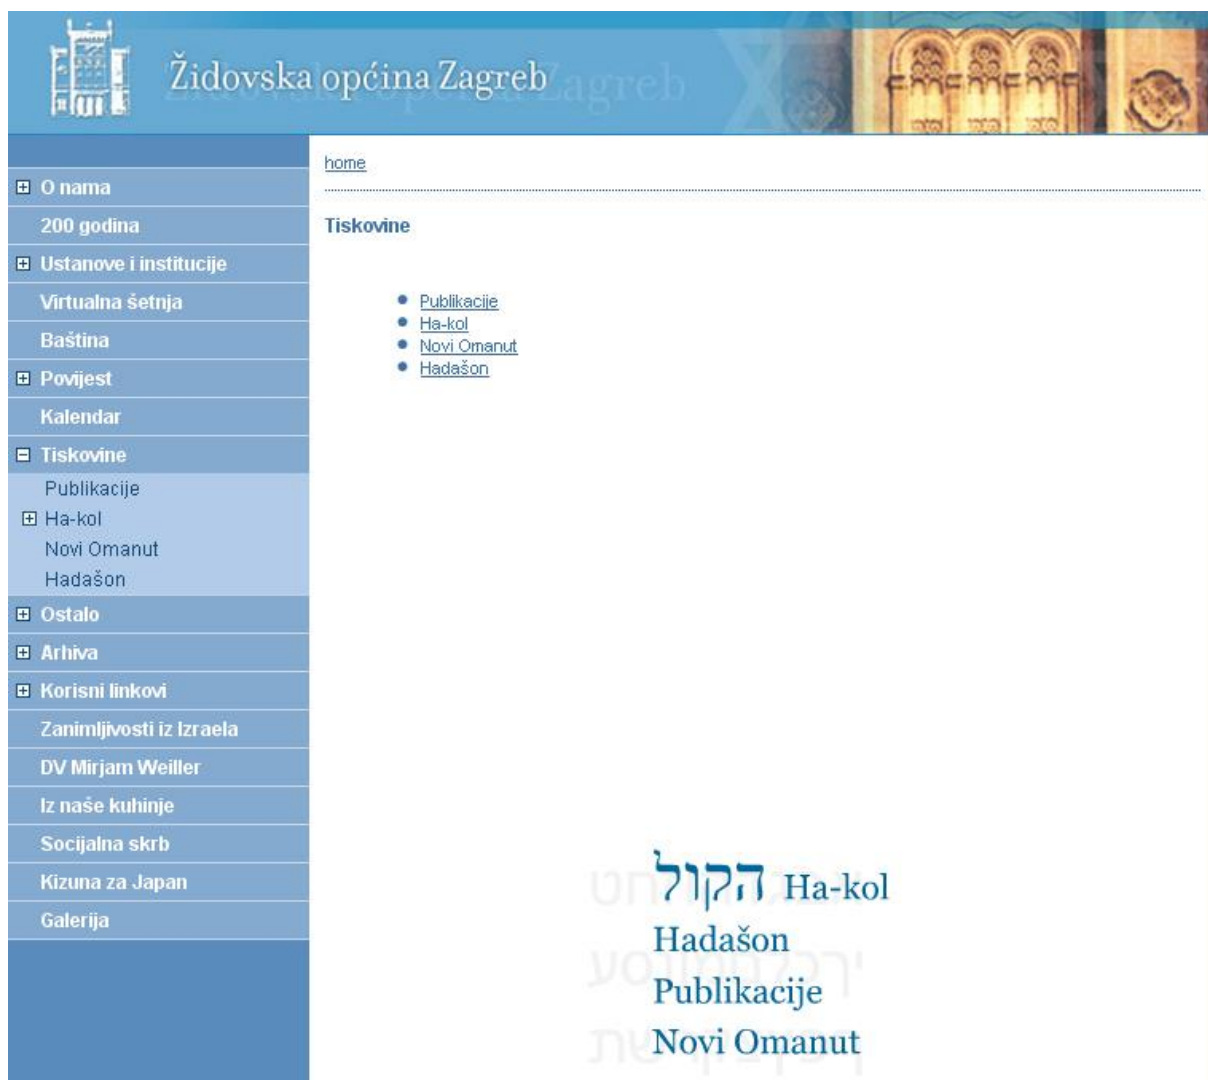 Židovska općina Zagreb
home
O nama
200 godina
Ustanove i institucije
Virtualna šetnja
Baština
Povijest
Kalendar
Tiskovine
Publikacije
Ha-kol
Novi Omanut
Hadašon
Ostalo
Arhiva
Korisni linkovi
Zanimljivosti iz Izraela
DV Mirjam Weiller
Iz naše kuhinje
Socijalna skrb
Kizuna za Japan
Galerija
Tiskovine
Publikacije
Ha-kol
Novi Omanut
Hadašon
הקול Ha-kol
Hadašon
Publikacije
Novi Omanut